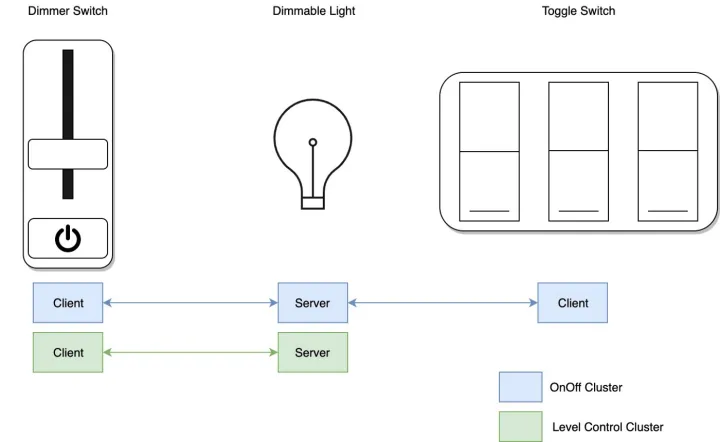 Dimmer Switch
Dimmable Light
Toggle Switch
Client
Server
Client
Client
Server
OnOff Cluster
Level Control Cluster